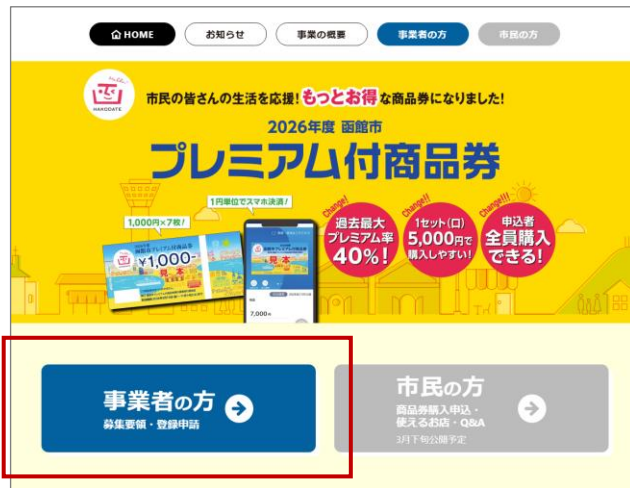 HOME
お知らせ
事業の概要
事業者の方
市民の方
HAKODATE
市民の皆さんの生活を応援!もっとお得な商品券になりました!
2026年度 函館市
プレミアム付商品券
1,000円×7枚!
1円単位でスマホ決済!
¥1,000-
見本
見本
7,000円
Change!
過去最大
プレミアム率
40%!
Change!!
1セット(口)
5,000円で
購入しやすい!
Change!!!
申込者
全員購入
できる!
事業者の方
募集要領・登録申請
市民の方
商品券購入申込・
使えるお店・Q&A
3月下旬公開予定